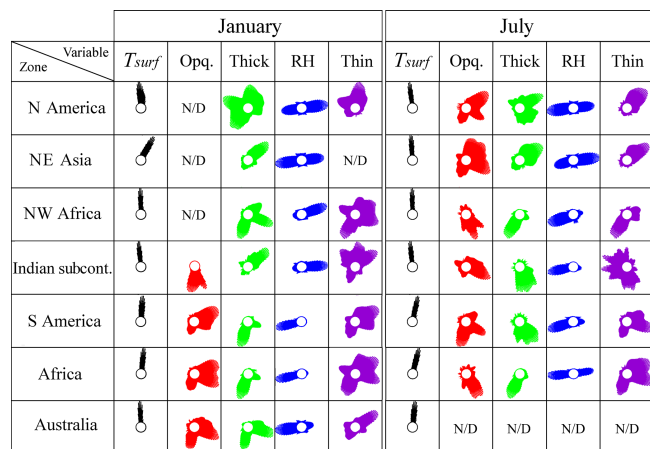 January July
Variable
Zone
Tsurf Opq. Thick RH Thin Tsurf Opq. Thick RH Thin
N America N/D
NE Asia N/D N/D
NW Africa N/D
Indian subcont.
S America
Africa
Australia N/D N/D N/D N/D